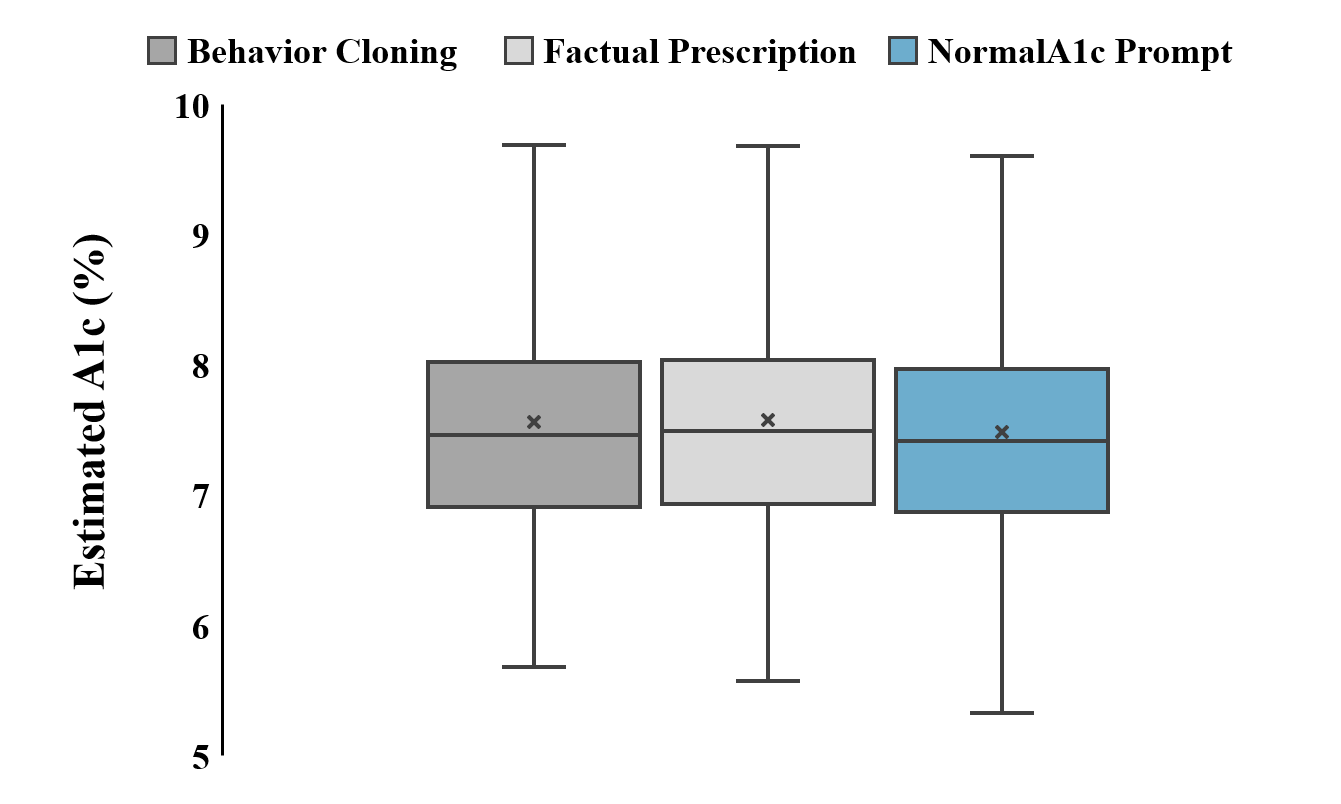 Behavior Cloning
Factual Prescription
NormalA1c Prompt
10
9
8
7
6
5
Estimated A1c (%)